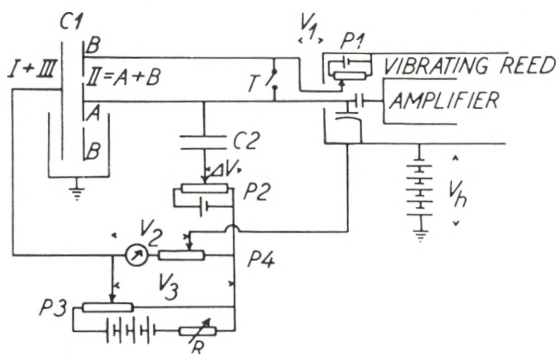 C1
B
V1
P1
I+III
II=A+B
T
VIBRATING REED
A
AMPLIFIER
B
C2
ΔV
P2
Vh
V2
P4
V3
P3
R